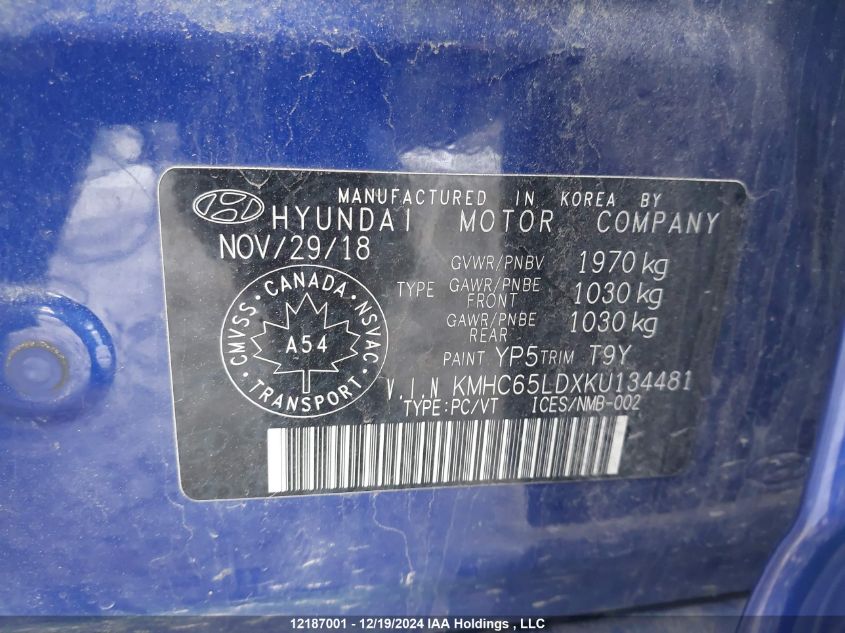 MANUFACTURED IN KOREA BY
HYUNDAI MOTOR COMPANY
NOV/29/18
GVWR/PNBV 1970 kg
TYPE GAWR/PNBE FRONT 1030 kg
GAWR/PNBE REAR 1030 kg
PAINT YP5 TRIM T9Y
V.I.N KMHC65LDXKU134481
TYPE:PC/VT ICES/NMB-002
CMVSS · CANADA · NSVAC · TRANSPORT ·
A54
12187001 - 12/19/2024 IAA Holdings , LLC